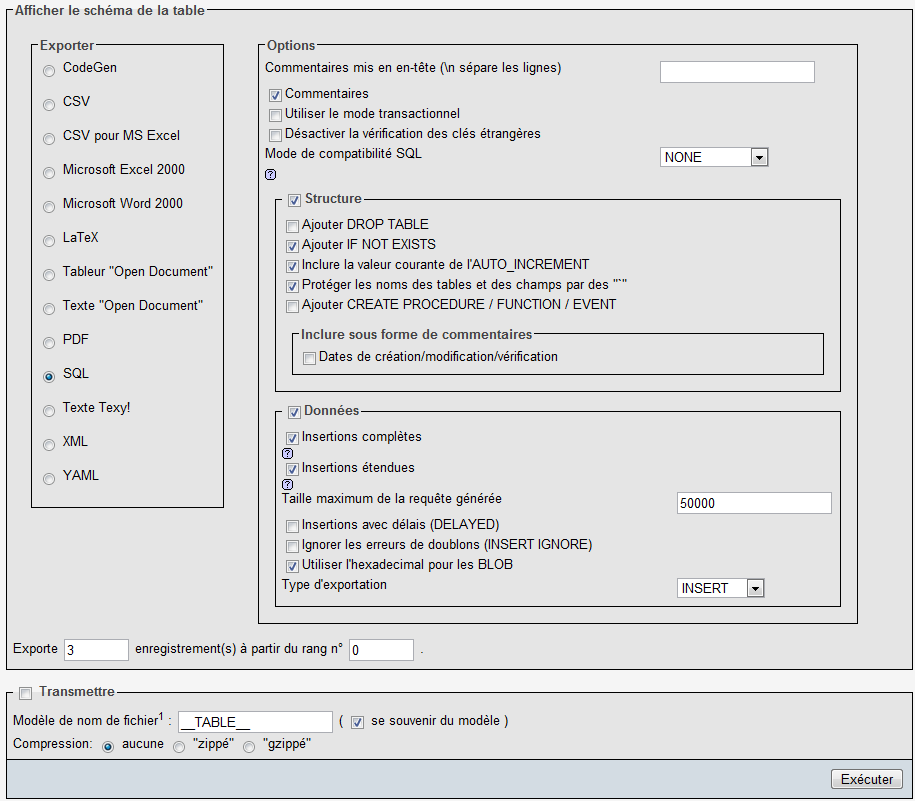 Afficher le schéma de la table
Exporter
CodeGen
CSV
CSV pour MS Excel
Microsoft Excel 2000
Microsoft Word 2000
LaTeX
Tableur "Open Document"
Texte "Open Document"
PDF
SQL
Texte Texy!
XML
YAML
Options
Commentaires mis en en-tête (\n sépare les lignes)
Commentaires
Utiliser le mode transactionnel
Désactiver la vérification des clés étrangères
Mode de compatibilité SQL NONE
?
Structure
Ajouter DROP TABLE
Ajouter IF NOT EXISTS
Inclure la valeur courante de l'AUTO_INCREMENT
Protéger les noms des tables et des champs par des "`"
Ajouter CREATE PROCEDURE / FUNCTION / EVENT
Inclure sous forme de commentaires
Dates de création/modification/vérification
Données
Insertions complètes
?
Insertions étendues
?
Taille maximum de la requête générée 50000
Insertions avec délais (DELAYED)
Ignorer les erreurs de doublons (INSERT IGNORE)
Utiliser l'hexadecimal pour les BLOB
Type d'exportation INSERT
Exporte 3 enregistrement(s) à partir du rang n° 0 .
Transmettre
Modèle de nom de fichier1 : __TABLE__ ( se souvenir du modèle )
Compression: aucune "zippé" "gzippé"
Exécuter